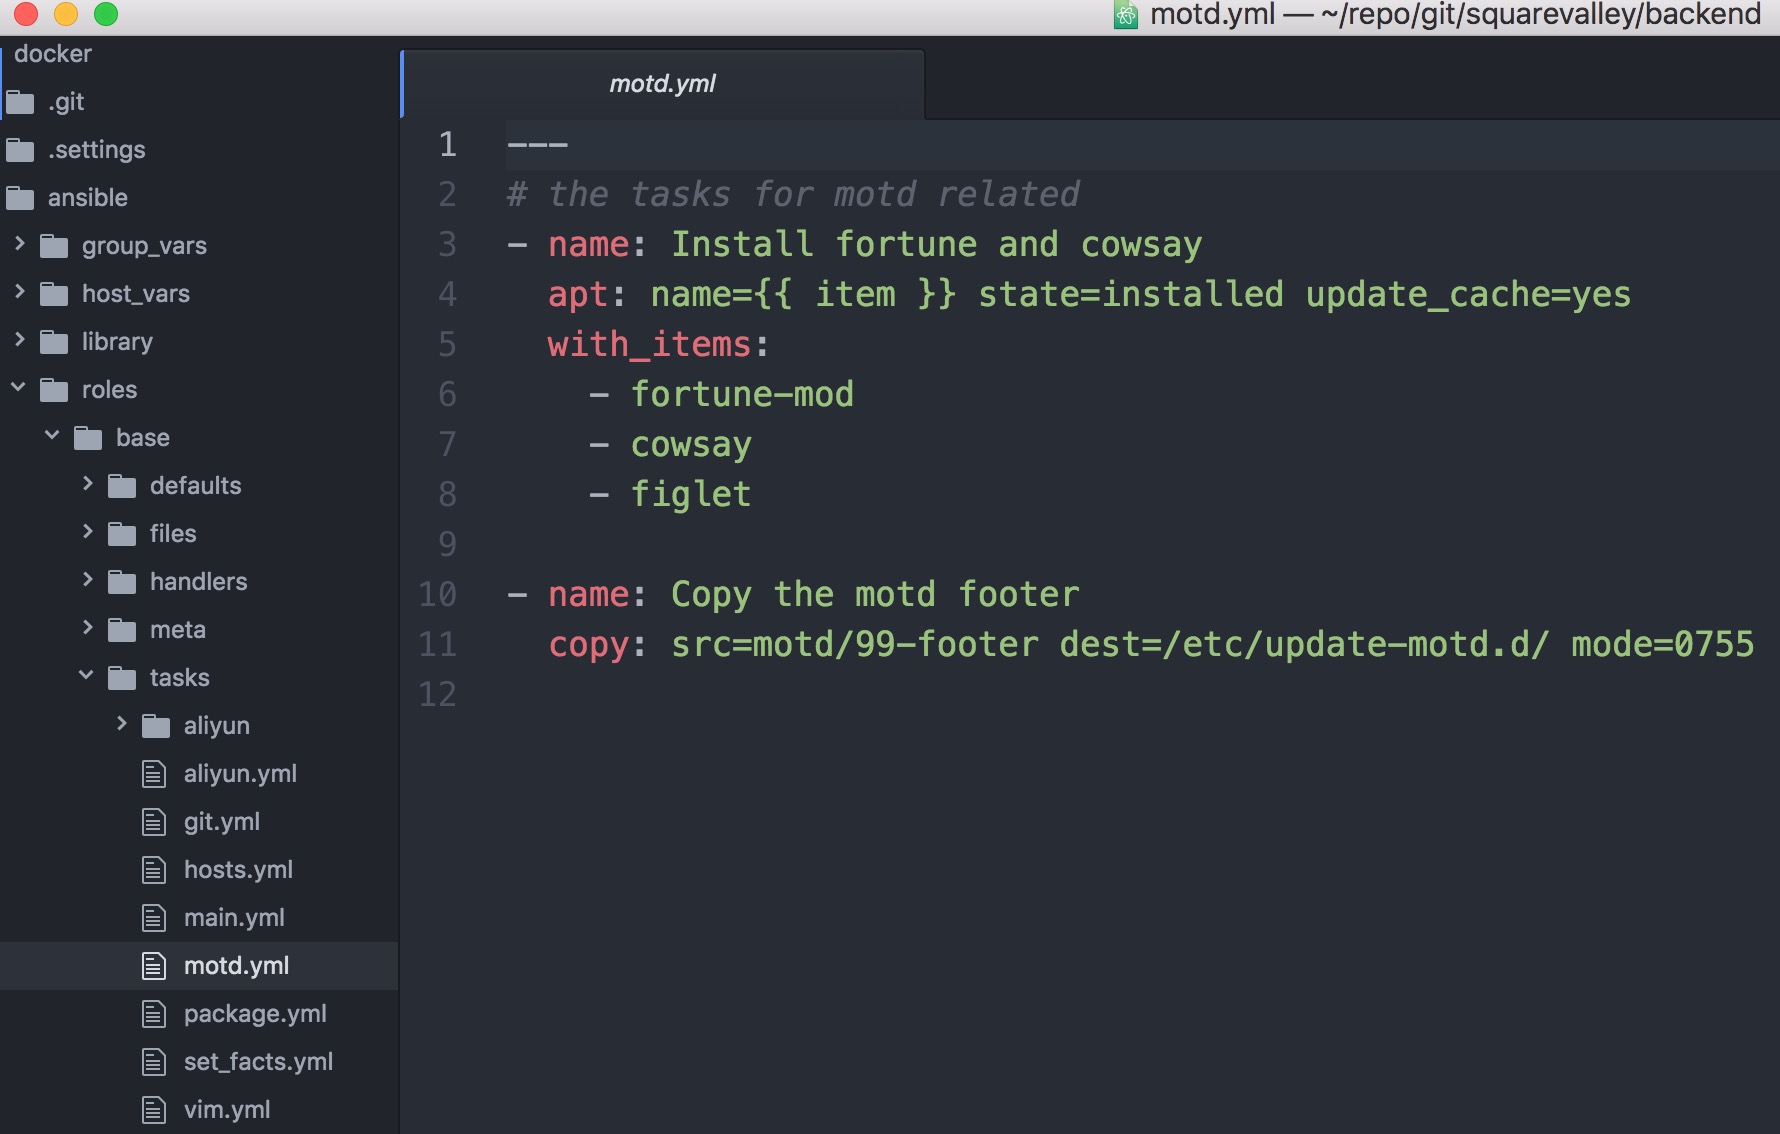 motd.yml — ~/repo/git/squarevalley/backend
docker
.git
.settings
ansible
group_vars
host_vars
library
roles
base
defaults
files
handlers
meta
tasks
aliyun
aliyun.yml
git.yml
hosts.yml
main.yml
motd.yml
package.yml
set_facts.yml
vim.yml
motd.yml
1 ---
2 # the tasks for motd related
3 - name: Install fortune and cowsay
4   apt: name={{ item }} state=installed update_cache=yes
5   with_items:
6     - fortune-mod
7     - cowsay
8     - figlet
9
10 - name: Copy the motd footer
11   copy: src=motd/99-footer dest=/etc/update-motd.d/ mode=0755
12